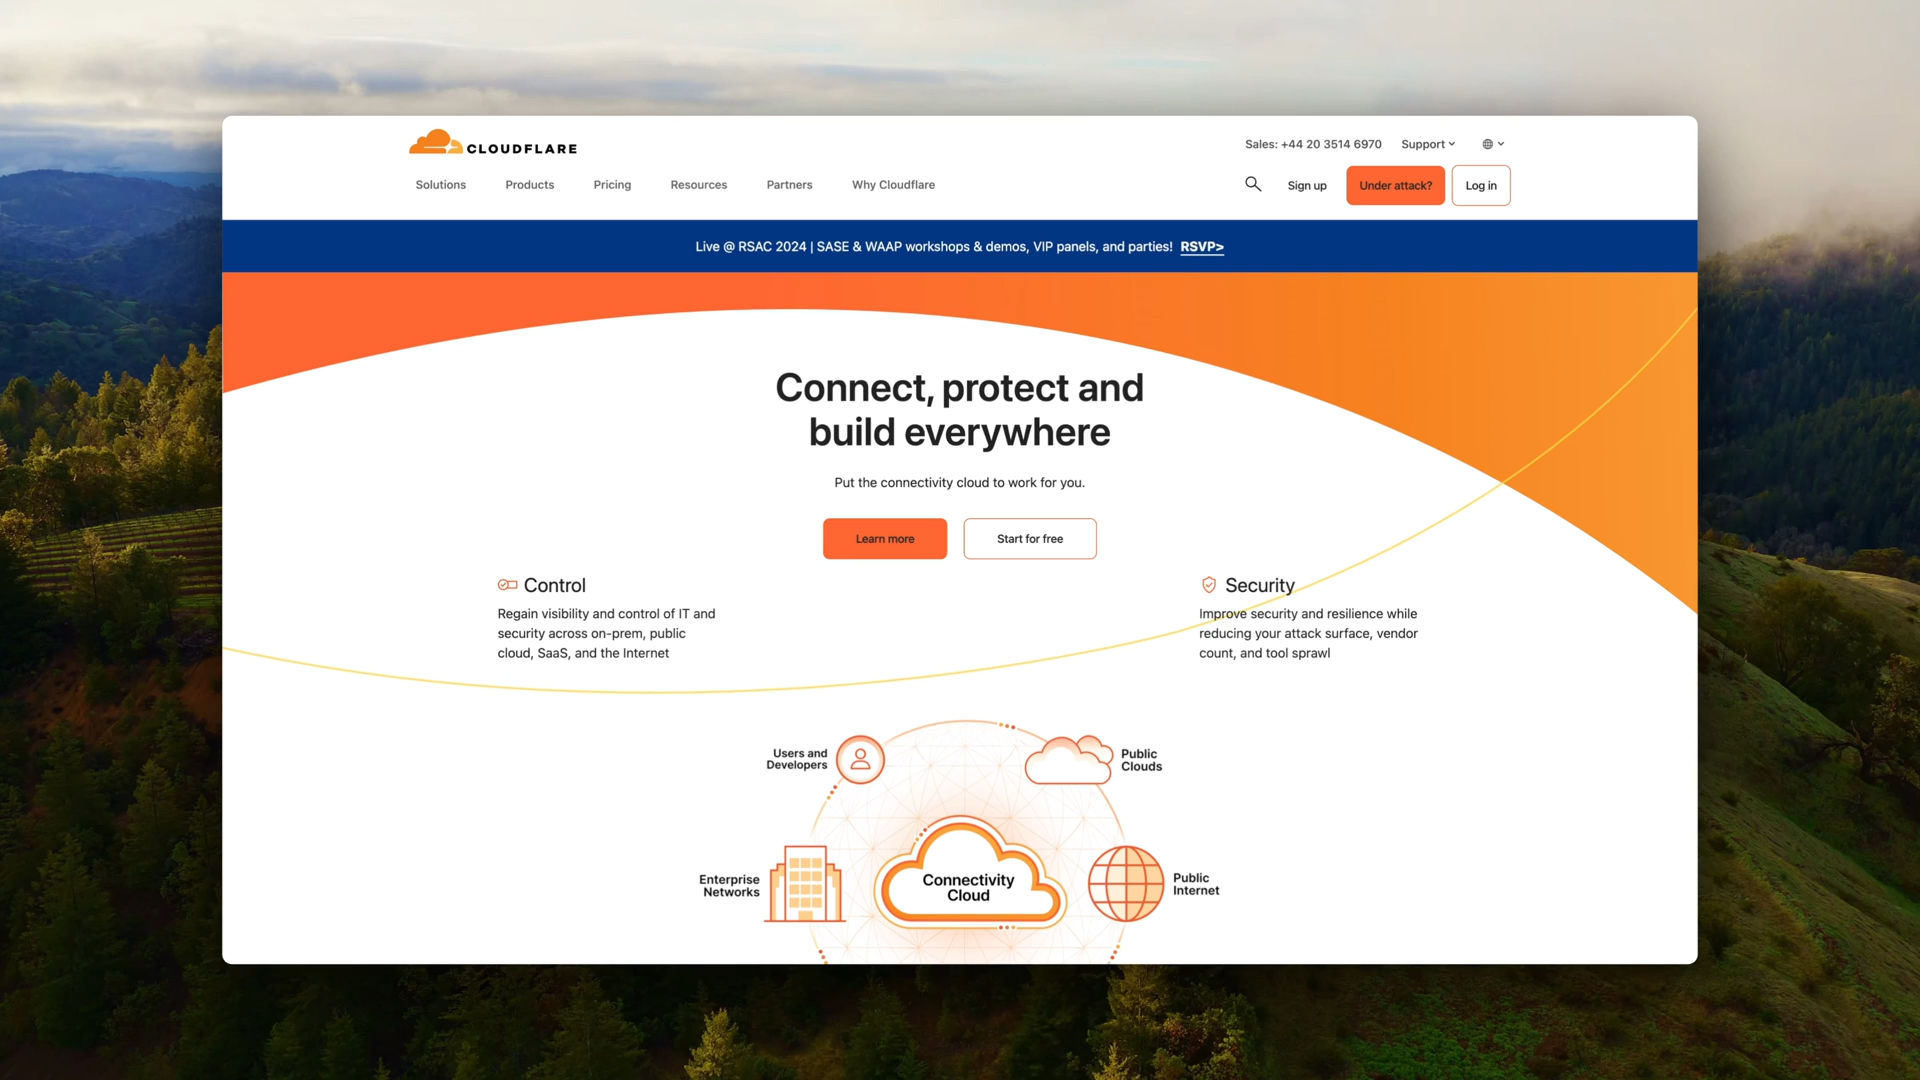 CLOUDFLARE
Sales: +44 20 3514 6970
Support
Solutions
Products
Pricing
Resources
Partners
Why Cloudflare
Sign up
Under attack?
Log in
Live @ RSAC 2024 | SASE & WAAP workshops & demos, VIP panels, and parties! RSVP>
Connect, protect and
build everywhere
Put the connectivity cloud to work for you.
Learn more
Start for free
Control
Regain visibility and control of IT and
security across on-prem, public
cloud, SaaS, and the Internet
Security
Improve security and resilience while
reducing your attack surface, vendor
count, and tool sprawl
Users and
Developers
Public
Clouds
Enterprise
Networks
Connectivity
Cloud
Public
Internet